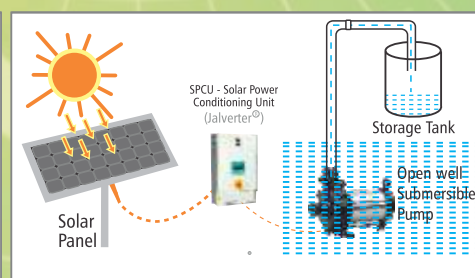 SPCU - Solar Power
Conditioning Unit
(Jalverter®)
Storage Tank
Open well
Submersible
Pump
Solar
Panel